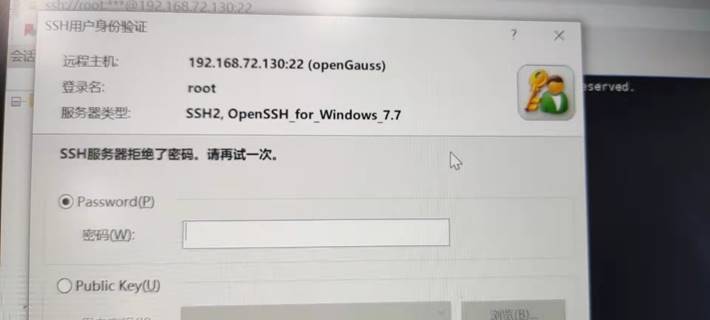 ssh://root:***@192.168.72.130:22
SSH用户身份验证
? ×
会话
远程主机: 192.168.72.130:22 (openGauss)
登录名: root
服务器类型: SSH2, OpenSSH_for_Windows_7.7
eserved.
SSH服务器拒绝了密码。请再试一次。
Password(P)
密码(W):
Public Key(U)
浏览(B)...